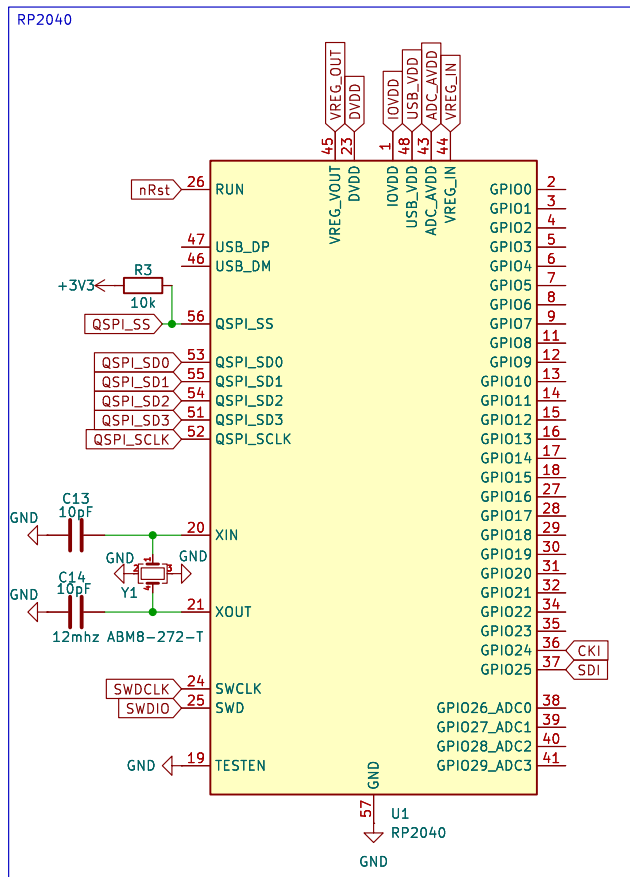 RP2040
VREG_OUT
DVDD
IOVDD
USB_VDD
ADC_AVDD
VREG_IN
45
23
1
48
43
44
VREG_VOUT
DVDD
IOVDD
USB_VDD
ADC_AVDD
VREG_IN
nRst 26 RUN
47 USB_DP
46 USB_DM
R3
+3V3
10k
QSPI_SS 56 QSPI_SS
QSPI_SD0 53 QSPI_SD0
QSPI_SD1 55 QSPI_SD1
QSPI_SD2 54 QSPI_SD2
QSPI_SD3 51 QSPI_SD3
QSPI_SCLK 52 QSPI_SCLK
C13
10pF
GND
20 XIN
GND
GND
1
2
3
4
Y1
C14
10pF
GND
21 XOUT
12mhz ABM8-272-T
SWDCLK 24 SWCLK
SWDIO 25 SWD
GND 19 TESTEN
GPIO0 2
GPIO1 3
GPIO2 4
GPIO3 5
GPIO4 6
GPIO5 7
GPIO6 8
GPIO7 9
GPIO8 11
GPIO9 12
GPIO10 13
GPIO11 14
GPIO12 15
GPIO13 16
GPIO14 17
GPIO15 18
GPIO16 27
GPIO17 28
GPIO18 29
GPIO19 30
GPIO20 31
GPIO21 32
GPIO22 34
GPIO23 35
GPIO24 36 CKI
GPIO25 37 SDI
GPIO26_ADC0 38
GPIO27_ADC1 39
GPIO28_ADC2 40
GPIO29_ADC3 41
GND
57
U1
RP2040
GND